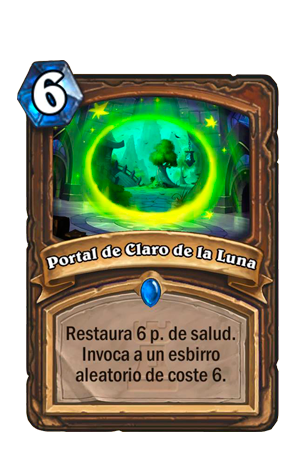 6
Portal de Claro de la Luna
Restaura 6 p. de salud.
Invoca a un esbirro
aleatorio de coste 6.